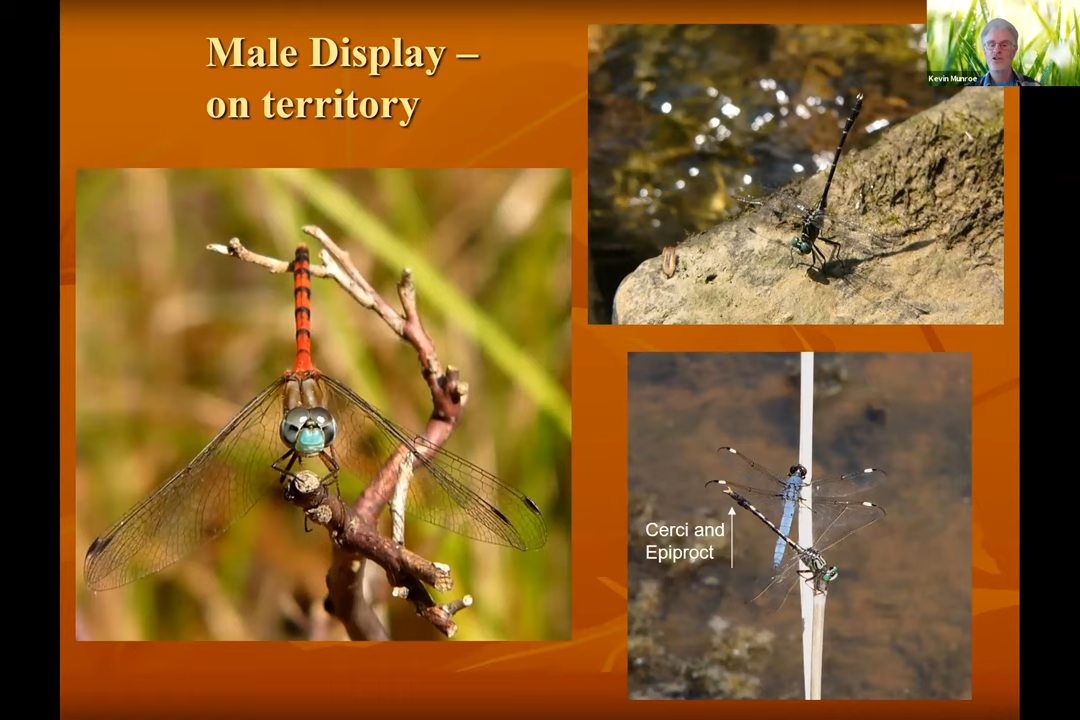 Male Display –
on territory
Kevin Munroe
Cerci and
Epiproct